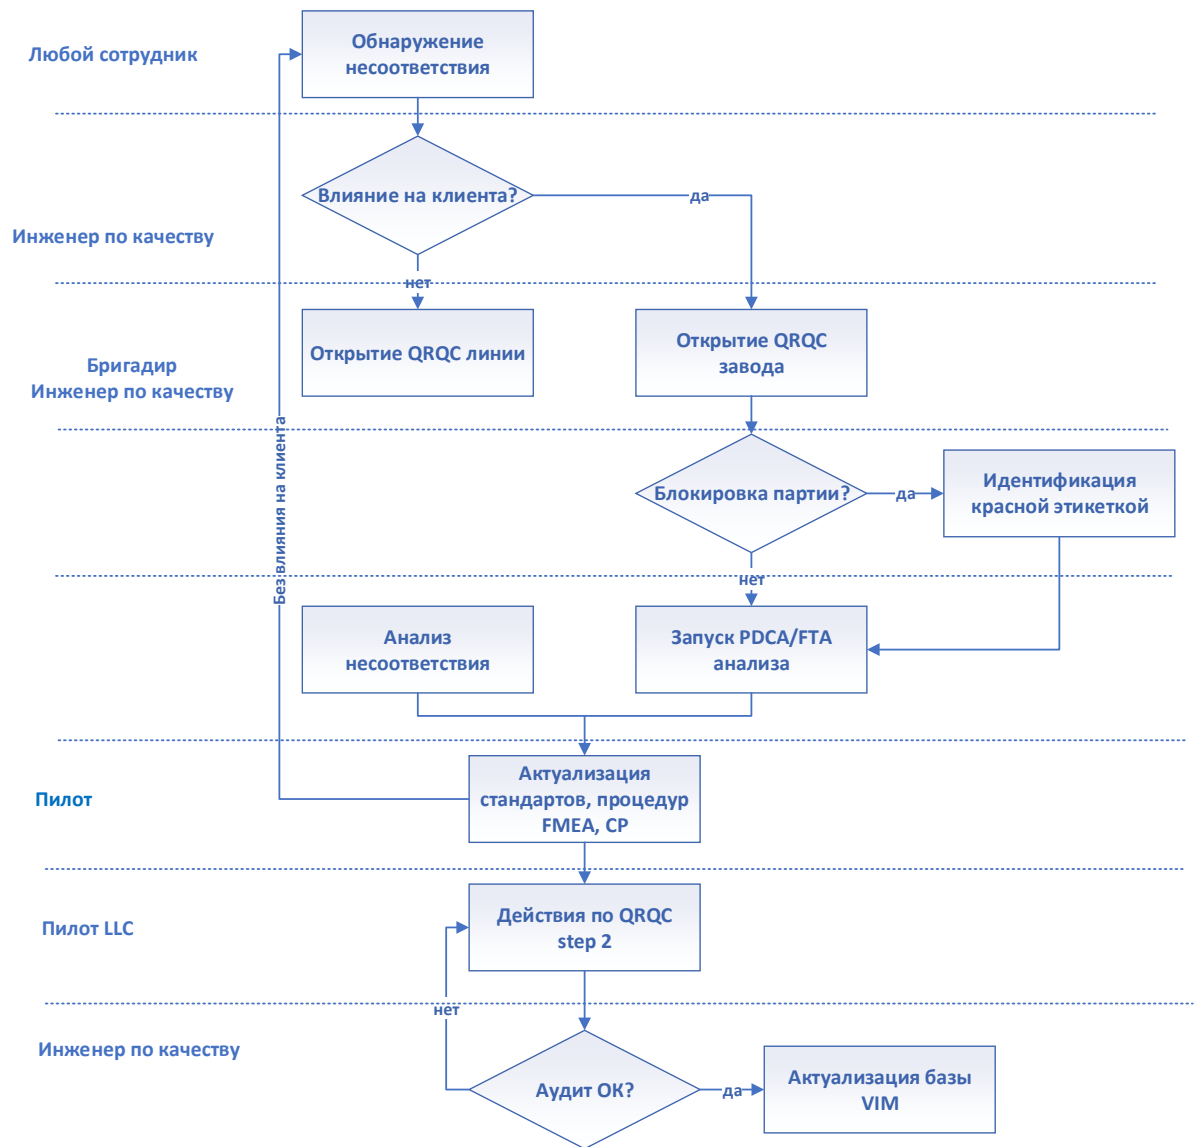 Любой сотрудник
Обнаружение
несоответствия
Влияние на клиента?
да
Инженер по качеству
нет
Открытие QRQC линии
Открытие QRQC
завода
Бригадир
Инженер по качеству
Без влияния на клиента
Блокировка партии?
да
Идентификация
красной этикеткой
нет
Анализ
несоответствия
Запуск PDCA/FTA
анализа
Пилот
Актуализация
стандартов, процедур
FMEA, CP
Пилот LLC
Действия по QRQC
step 2
нет
Инженер по качеству
Аудит ОК?
да
Актуализация базы
VIM